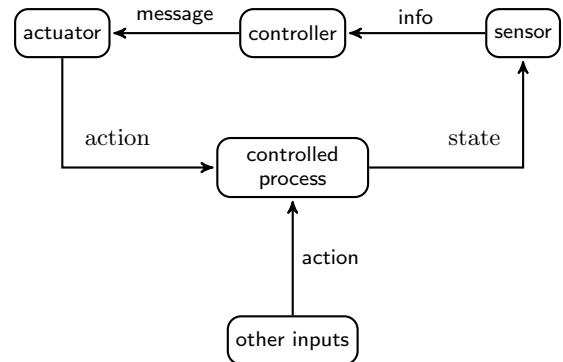 message
info
actuator
controller
sensor
action
state
controlled
process
action
other inputs